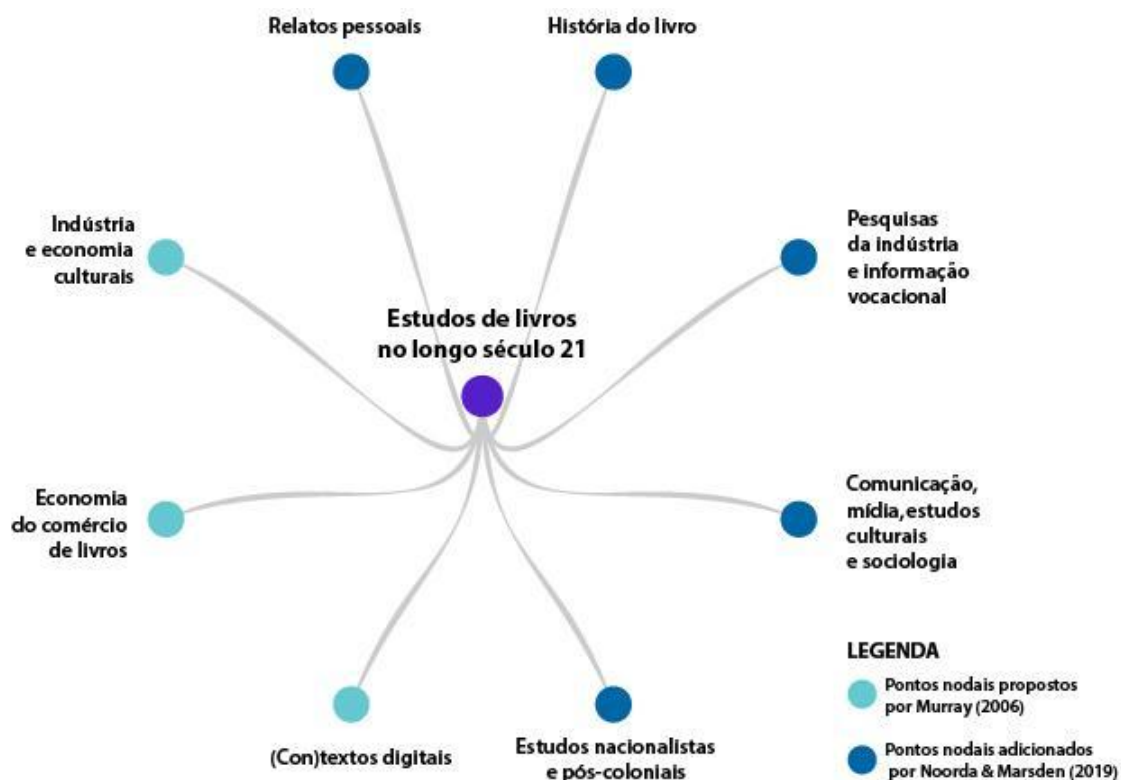 Relatos pessoais
História do livro
Indústria
e economia
culturais
Pesquisas
da indústria
e informação
vocacional
Estudos de livros
no longo século 21
Economia
do comércio
de livros
Comunicação,
mídia, estudos
culturais
e sociologia
(Con)textos digitais
Estudos nacionalistas
e pós-coloniais
LEGENDA
Pontos nodais propostos
por Murray (2006)
Pontos nodais adicionados
por Noorda & Marsden (2019)